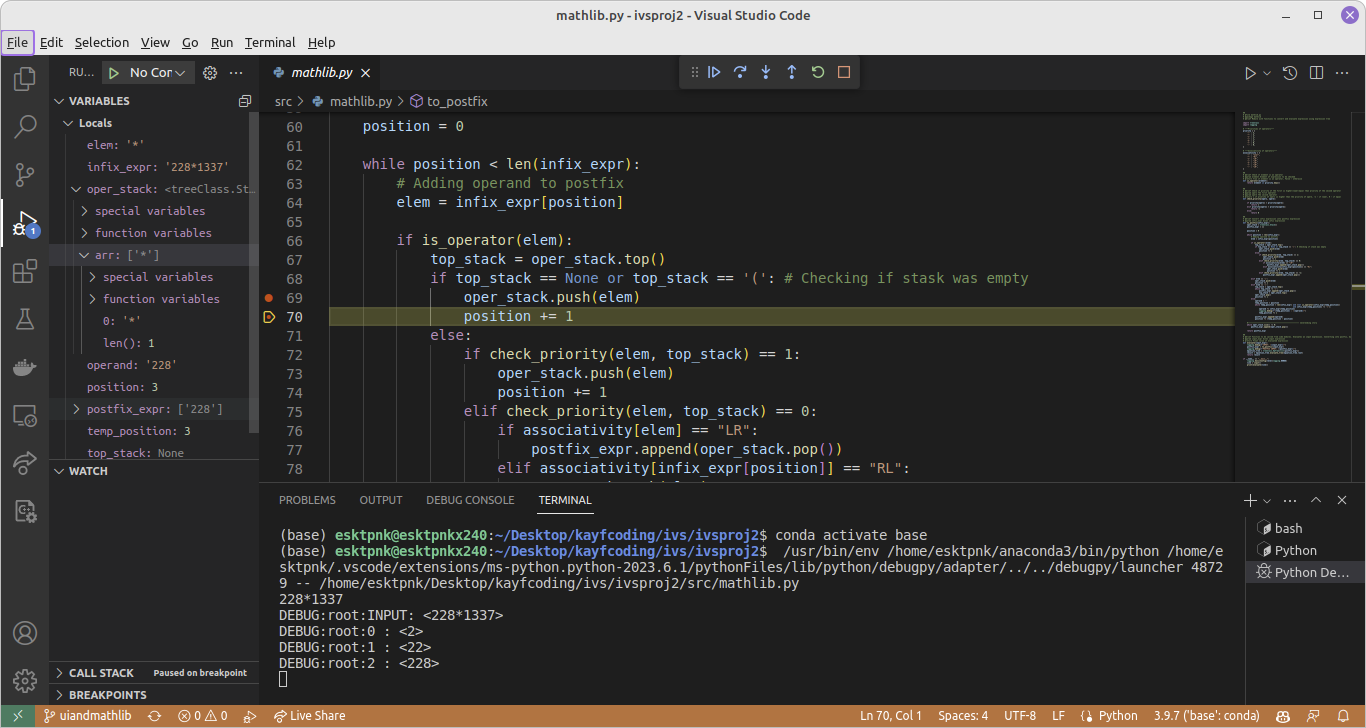 mathlib.py - ivsproj2 - Visual Studio Code
File Edit Selection View Go Run Terminal Help
RU... No Cor
VARIABLES
Locals
elem: '*'
infix_expr: '228*1337'
oper_stack: <treeClass.St...
special variables
function variables
arr: ['*']
special variables
function variables
0: '*'
len(): 1
operand: '228'
position: 3
postfix_expr: ['228']
temp_position: 3
top_stack: None
WATCH
CALL STACK Paused on breakpoint
BREAKPOINTS
1
mathlib.py
src > mathlib.py > to_postfix
60 position = 0
61
62 while position < len(infix_expr):
63 # Adding operand to postfix
64 elem = infix_expr[position]
65
66 if is_operator(elem):
67 top_stack = oper_stack.top()
68 if top_stack == None or top_stack == '(': # Checking if stask was empty
69 oper_stack.push(elem)
70 position += 1
71 else:
72 if check_priority(elem, top_stack) == 1:
73 oper_stack.push(elem)
74 position += 1
75 elif check_priority(elem, top_stack) == 0:
76 if associativity[elem] == "LR":
77 postfix_expr.append(oper_stack.pop())
78 elif associativity[infix_expr[position]] == "RL":
PROBLEMS OUTPUT DEBUG CONSOLE TERMINAL
(base) esktpnk@esktpnkx240:~/Desktop/kayfcoding/ivs/ivsproj2$ conda activate base
(base) esktpnk@esktpnkx240:~/Desktop/kayfcoding/ivs/ivsproj2$  /usr/bin/env /home/esktpnk/anaconda3/bin/python /home/e
sktpnk/.vscode/extensions/ms-python.python-2023.6.1/pythonFiles/lib/python/debugpy/adapter/../../debugpy/launcher 4872
9 -- /home/esktpnk/Desktop/kayfcoding/ivs/ivsproj2/src/mathlib.py
228*1337
DEBUG:root:INPUT: <228*1337>
DEBUG:root:0 : <2>
DEBUG:root:1 : <22>
DEBUG:root:2 : <228>
bash
Python
Python De...
uiandmathlib 0 0 Live Share Ln 70, Col 1 Spaces: 4 UTF-8 LF Python 3.9.7 ('base': conda)